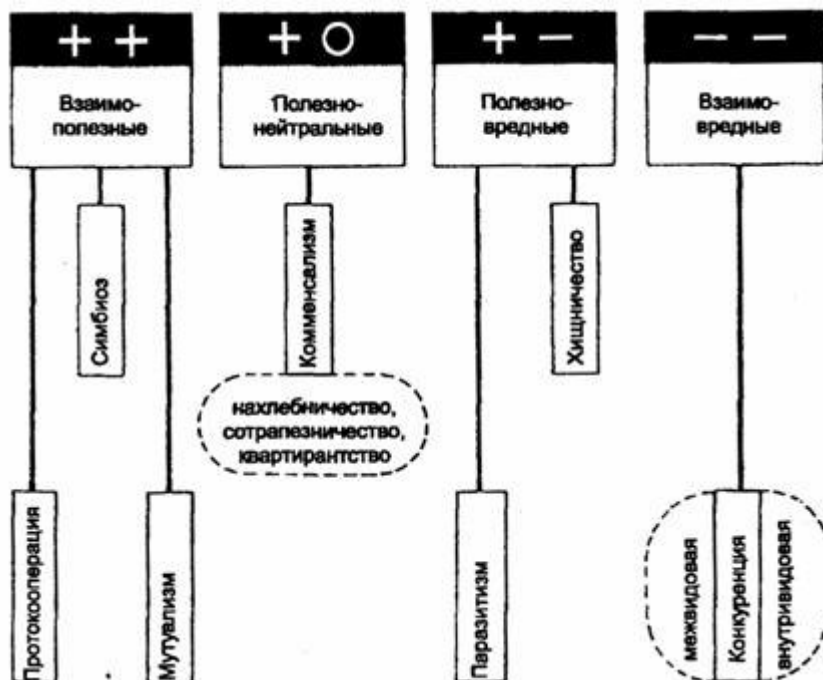 + +
Взаимо-
полезные
Симбиоз
Протокооперация
Мутуализм
+ O
Полезно-
нейтральные
Комменсализм
нахлебничество,
сотрапезничество,
квартирантство
+ −
Полезно-
вредные
Хищничество
Паразитизм
− −
Взаимо-
вредные
межвидовая
Конкуренция
внутривидовая